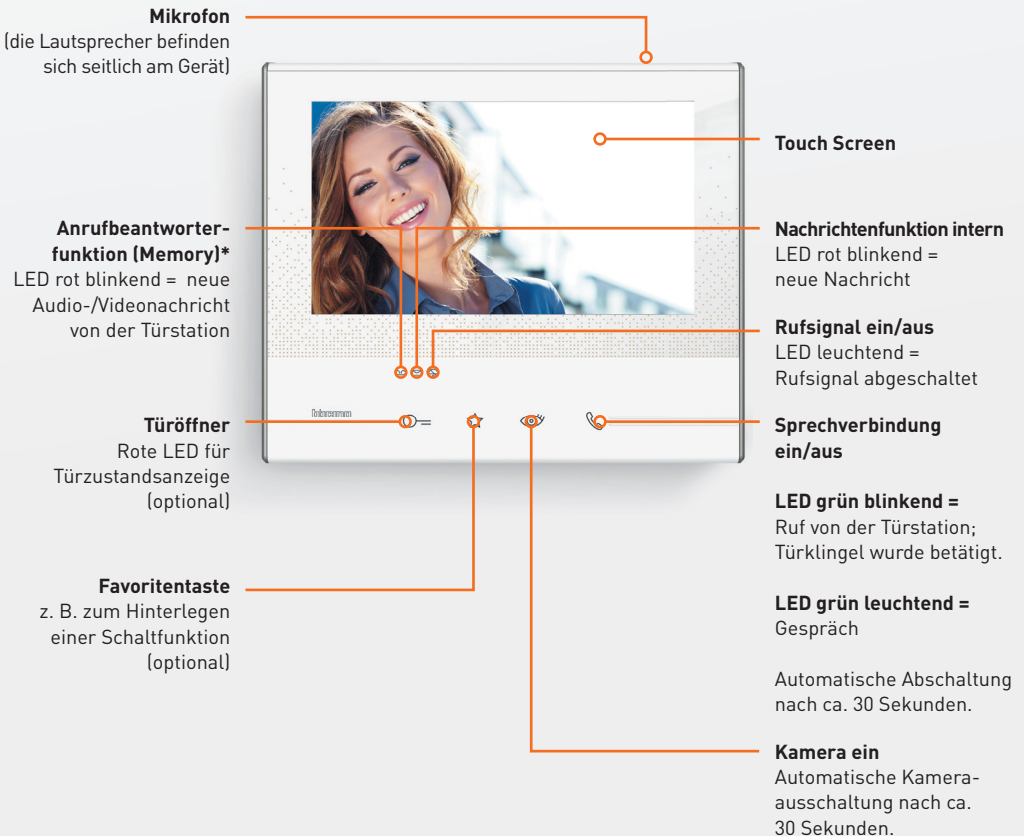 Mikrofon
(die Lautsprecher befinden
sich seitlich am Gerät)
Touch Screen
Anrufbeantworter-
funktion (Memory)*
LED rot blinkend = neue
Audio-/Videonachricht
von der Türstation
Nachrichtenfunktion intern
LED rot blinkend =
neue Nachricht
Rufsignal ein/aus
LED leuchtend =
Rufsignal abgeschaltet
Türöffner
Rote LED für
Türzustandsanzeige
(optional)
Sprechverbindung
ein/aus
LED grün blinkend =
Ruf von der Türstation;
Türklingel wurde betätigt.
LED grün leuchtend =
Gespräch
Automatische Abschaltung
nach ca. 30 Sekunden.
Favoritentaste
z. B. zum Hinterlegen
einer Schaltfunktion
(optional)
Kamera ein
Automatische Kamera-
ausschaltung nach ca.
30 Sekunden.